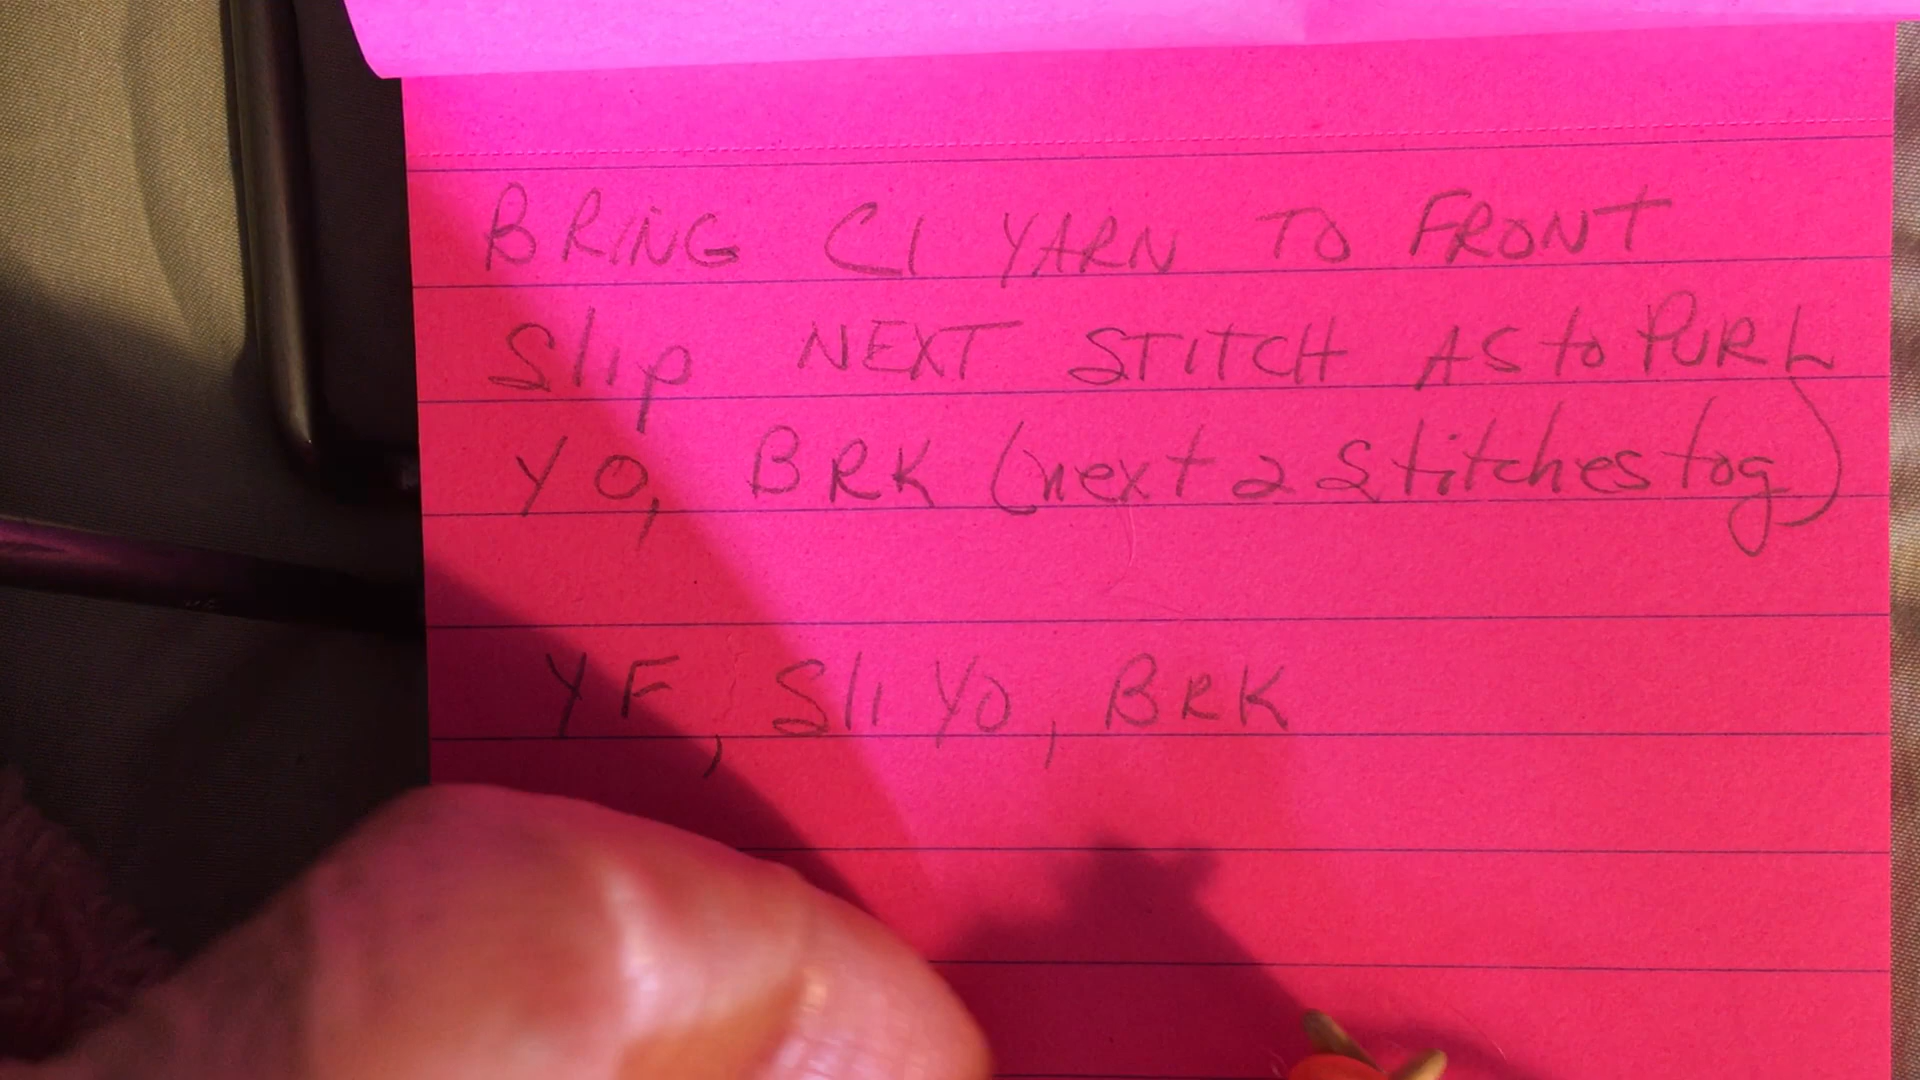 BRiNG C1 YARN TO FRONT
Slip NEXT STITCH AS to PURL
YO, BRK (next 2 Stitches tog)
YF, Sl1 YO, BRK